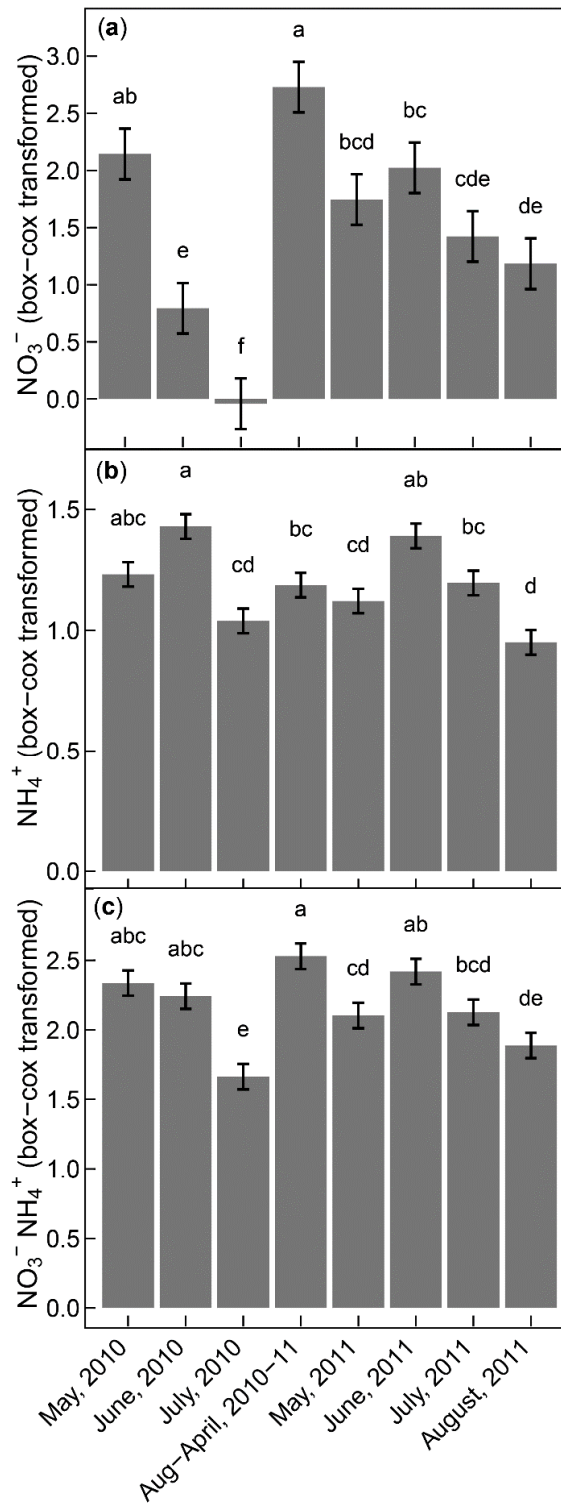 (a)
a
ab
bc
bcd
cde
de
e
f
3.0
2.5
2.0
1.5
1.0
0.5
0.0
NO₃⁻ (box−cox transformed)
(b)
a
ab
abc
bc
bc
cd
cd
d
1.5
1.0
0.5
0.0
NH₄⁺ (box−cox transformed)
(c)
a
ab
abc
abc
bcd
cd
de
e
2.5
2.0
1.5
1.0
0.5
0.0
NO₃⁻ NH₄⁺ (box−cox transformed)
May, 2010
June, 2010
July, 2010
Aug−April, 2010−11
May, 2011
June, 2011
July, 2011
August, 2011